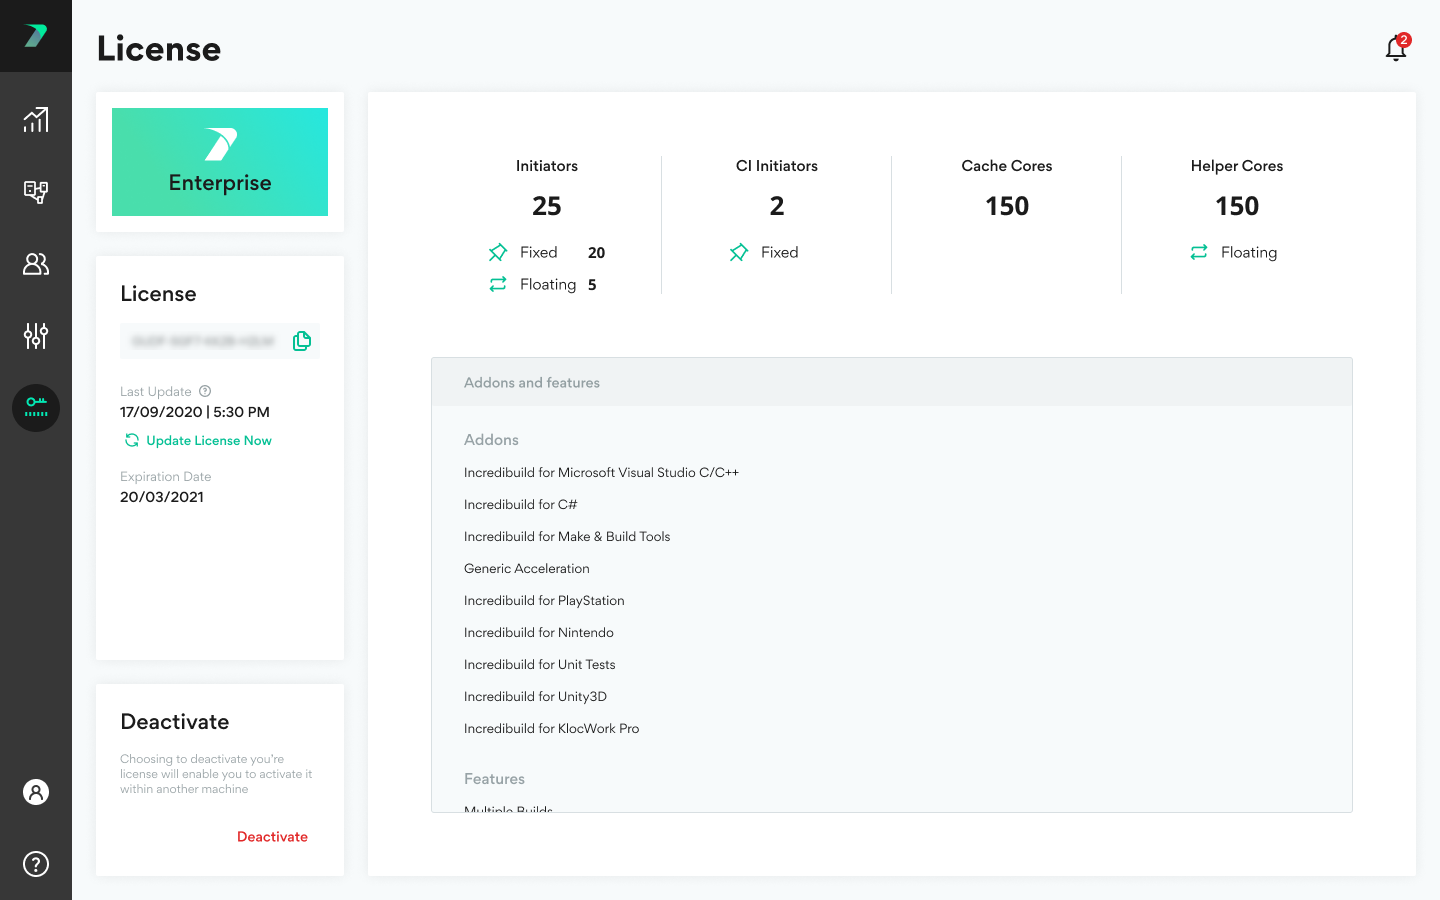 License
2
Enterprise
License
Last Update
17/09/2020 | 5:30 PM
Update License Now
Expiration Date
20/03/2021
Deactivate
Choosing to deactivate you're
license will enable you to activate it
within another machine
Deactivate
Initiators
25
Fixed 20
Floating 5
CI Initiators
2
Fixed
Cache Cores
150
Helper Cores
150
Floating
Addons and features
Addons
Incredibuild for Microsoft Visual Studio C/C++
Incredibuild for C#
Incredibuild for Make & Build Tools
Generic Acceleration
Incredibuild for PlayStation
Incredibuild for Nintendo
Incredibuild for Unit Tests
Incredibuild for Unity3D
Incredibuild for KlocWork Pro
Features
Multiple Builds